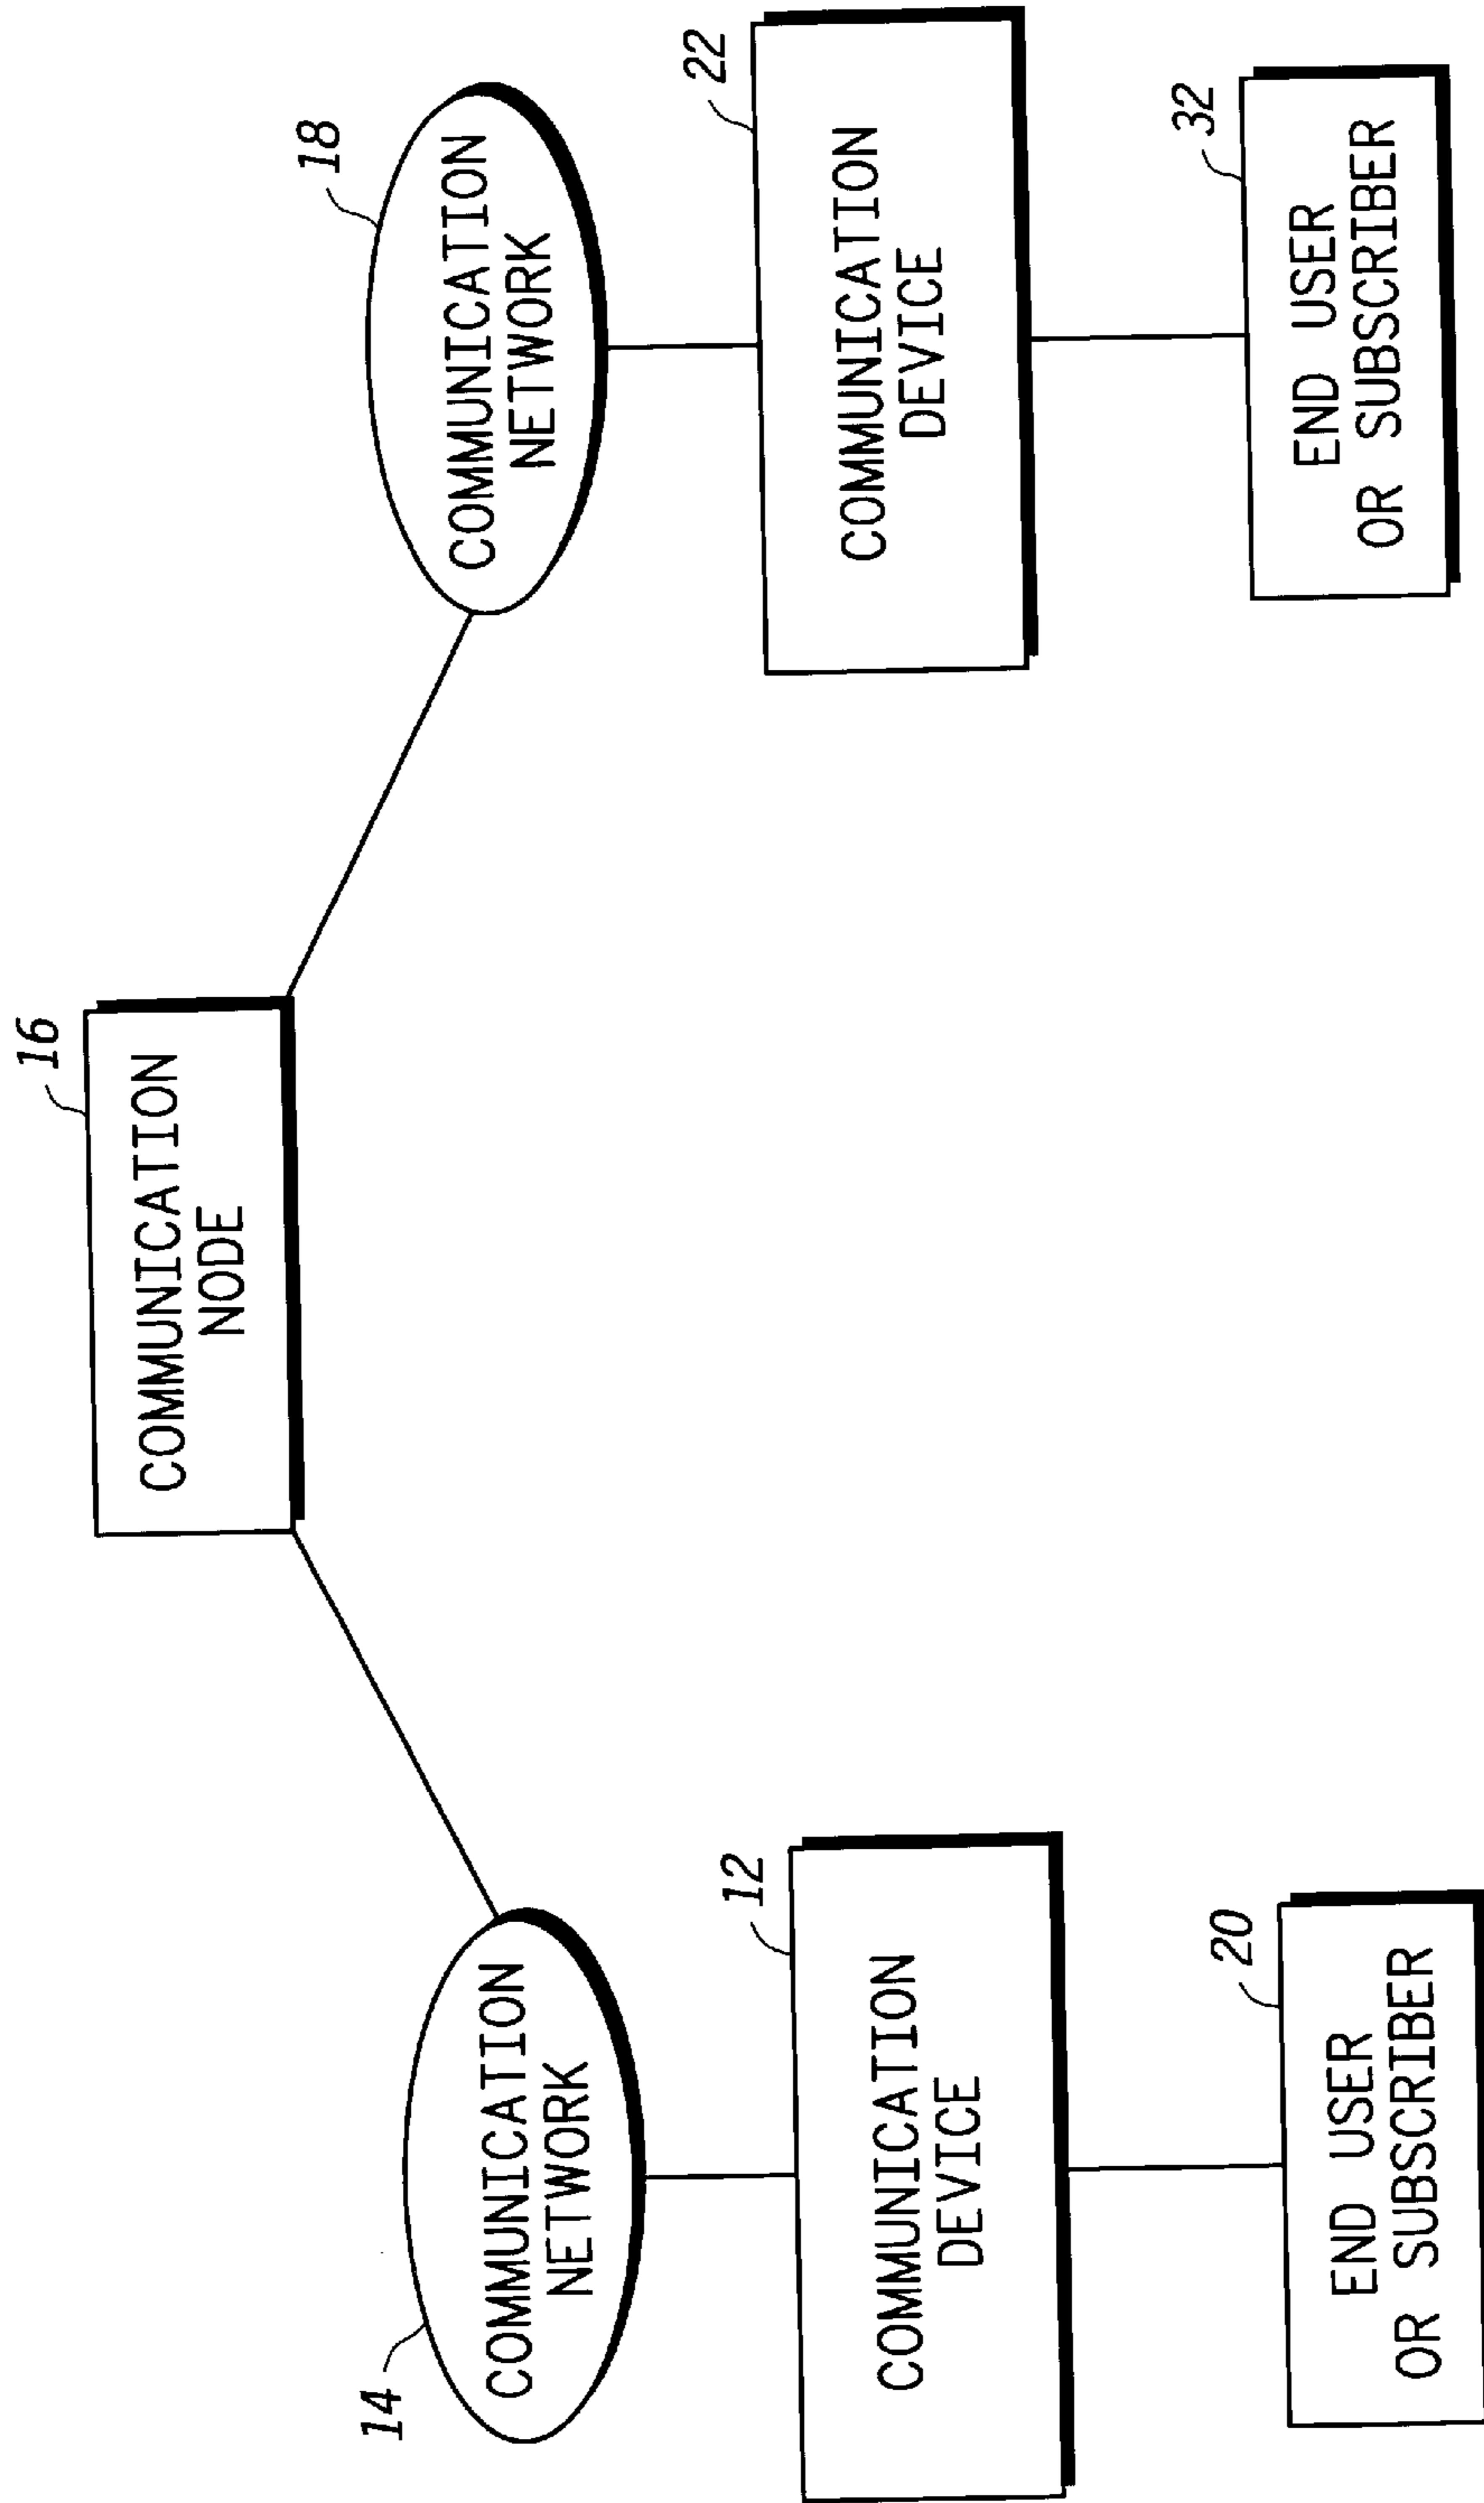 16
COMMUNICATION
NODE
14
COMMUNICATION
NETWORK
18
COMMUNICATION
NETWORK
12
COMMUNICATION
DEVICE
22
COMMUNICATION
DEVICE
20
END USER
OR SUBSCRIBER
32
END USER
OR SUBSCRIBER